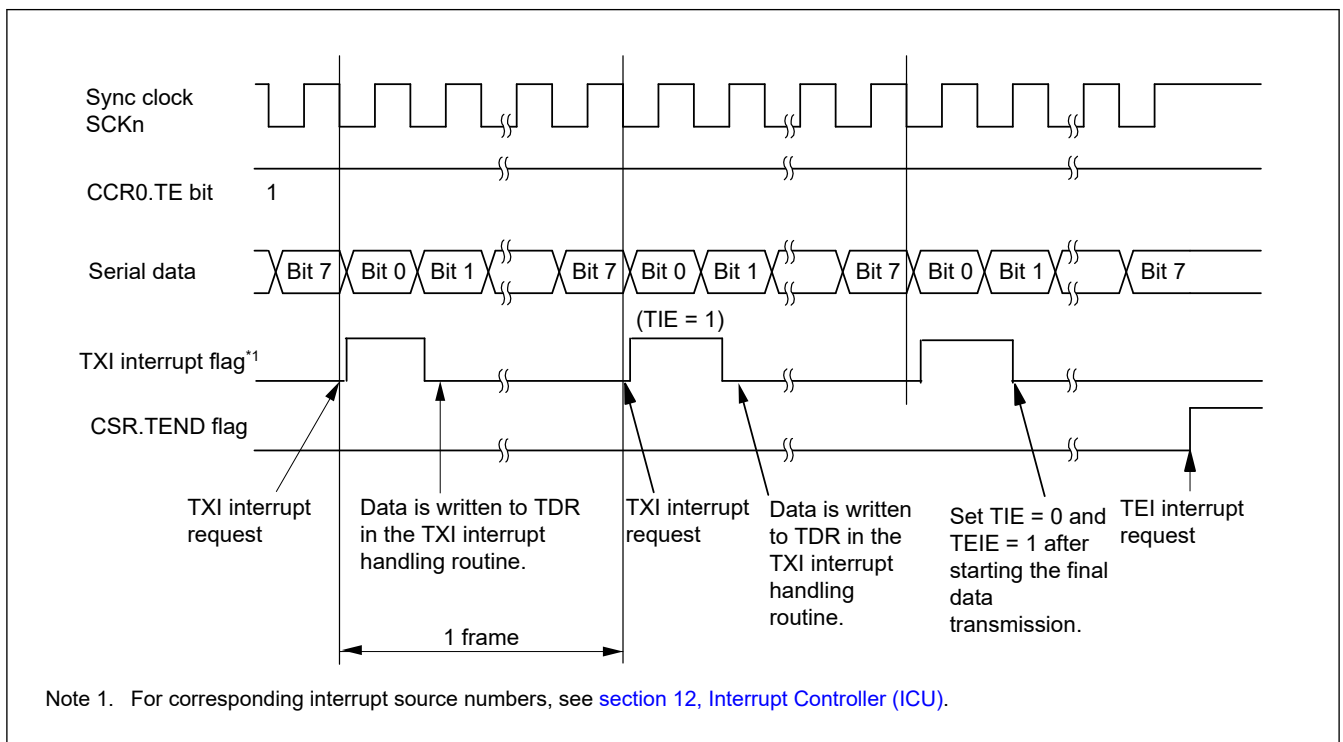 Sync clock
SCKn
CCR0.TE bit 1
Serial data Bit 7 Bit 0 Bit 1 Bit 7 Bit 0 Bit 1 Bit 7 Bit 0 Bit 1 Bit 7
(TIE = 1)
TXI interrupt flag*1
CSR.TEND flag
TXI interrupt
request
Data is written to TDR
in the TXI interrupt
handling routine.
TXI interrupt
request
Data is written
to TDR in the
TXI interrupt
handling
routine.
Set TIE = 0 and
TEIE = 1 after
starting the final
data
transmission.
TEI interrupt
request
1 frame
Note 1. For corresponding interrupt source numbers, see section 12, Interrupt Controller (ICU).